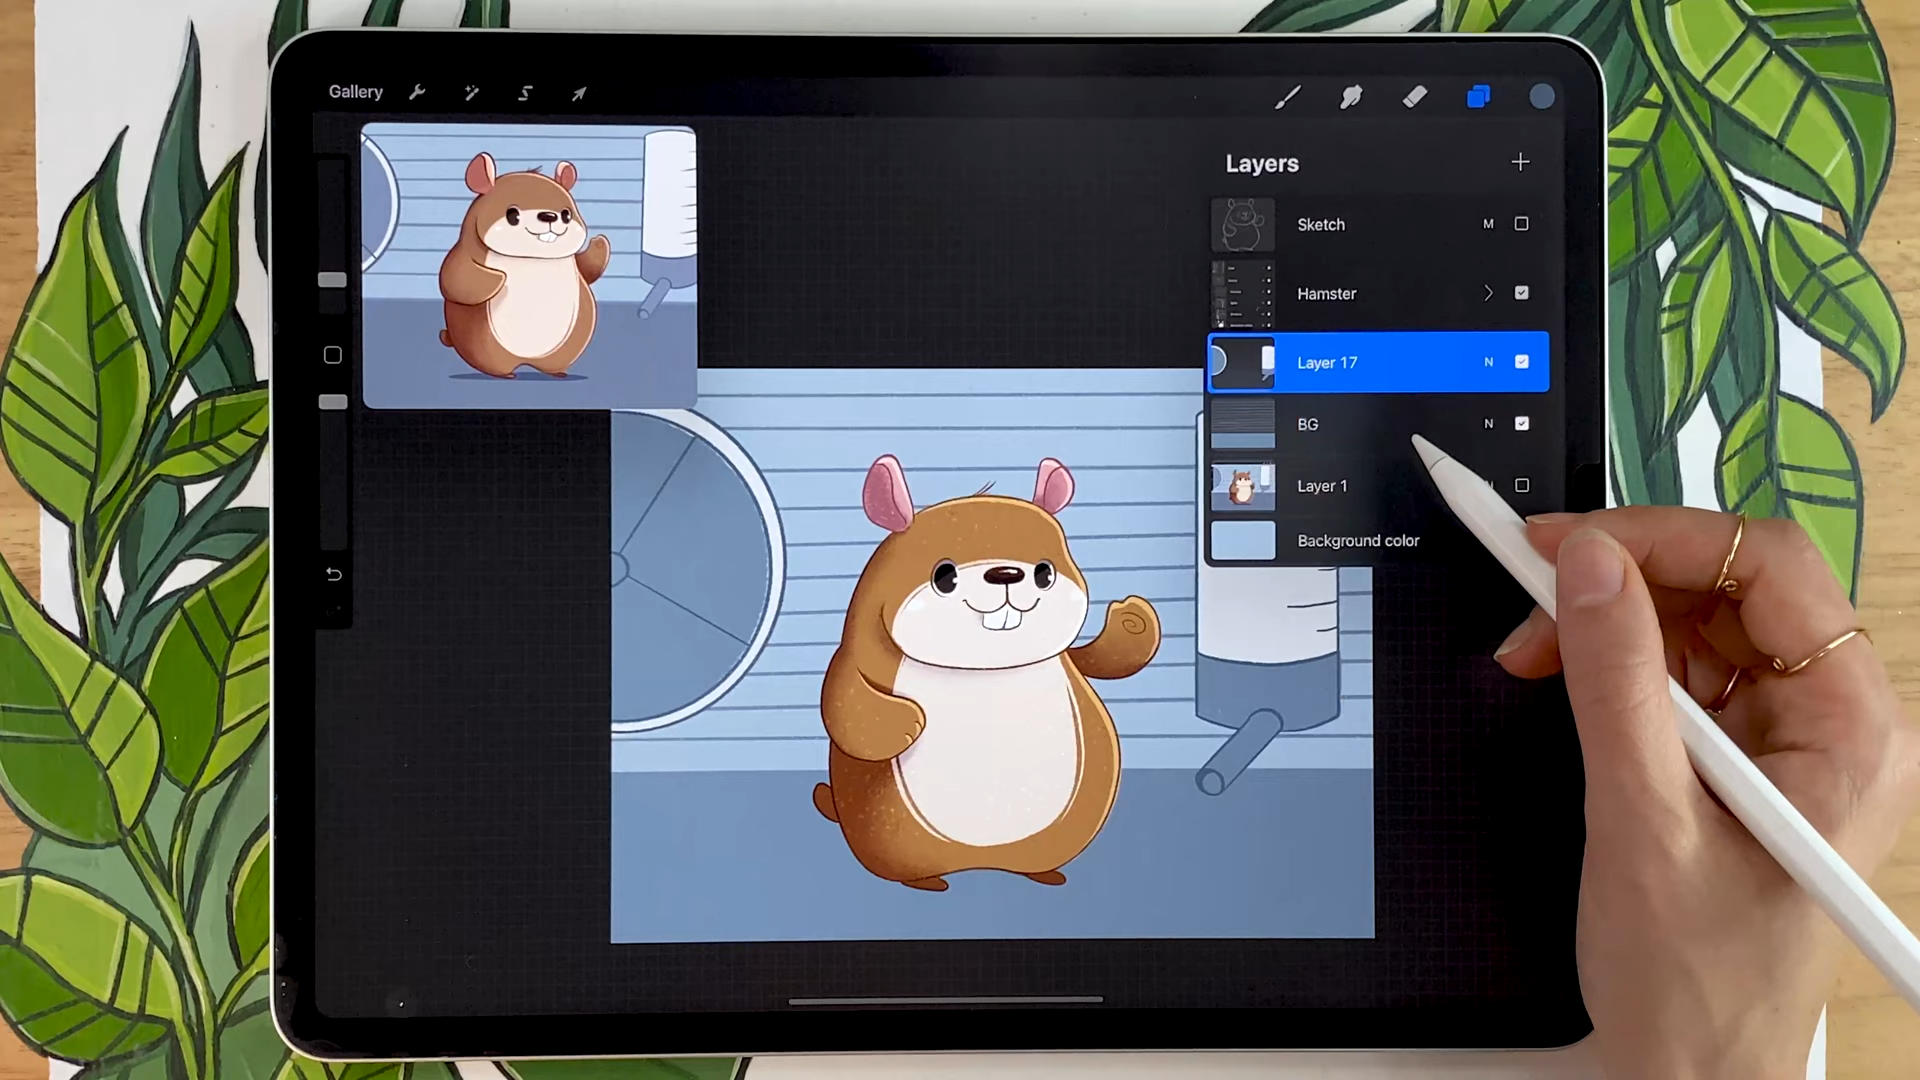 Gallery
Layers
Sketch M
Hamster
Layer 17 N
BG N
Layer 1
Background color